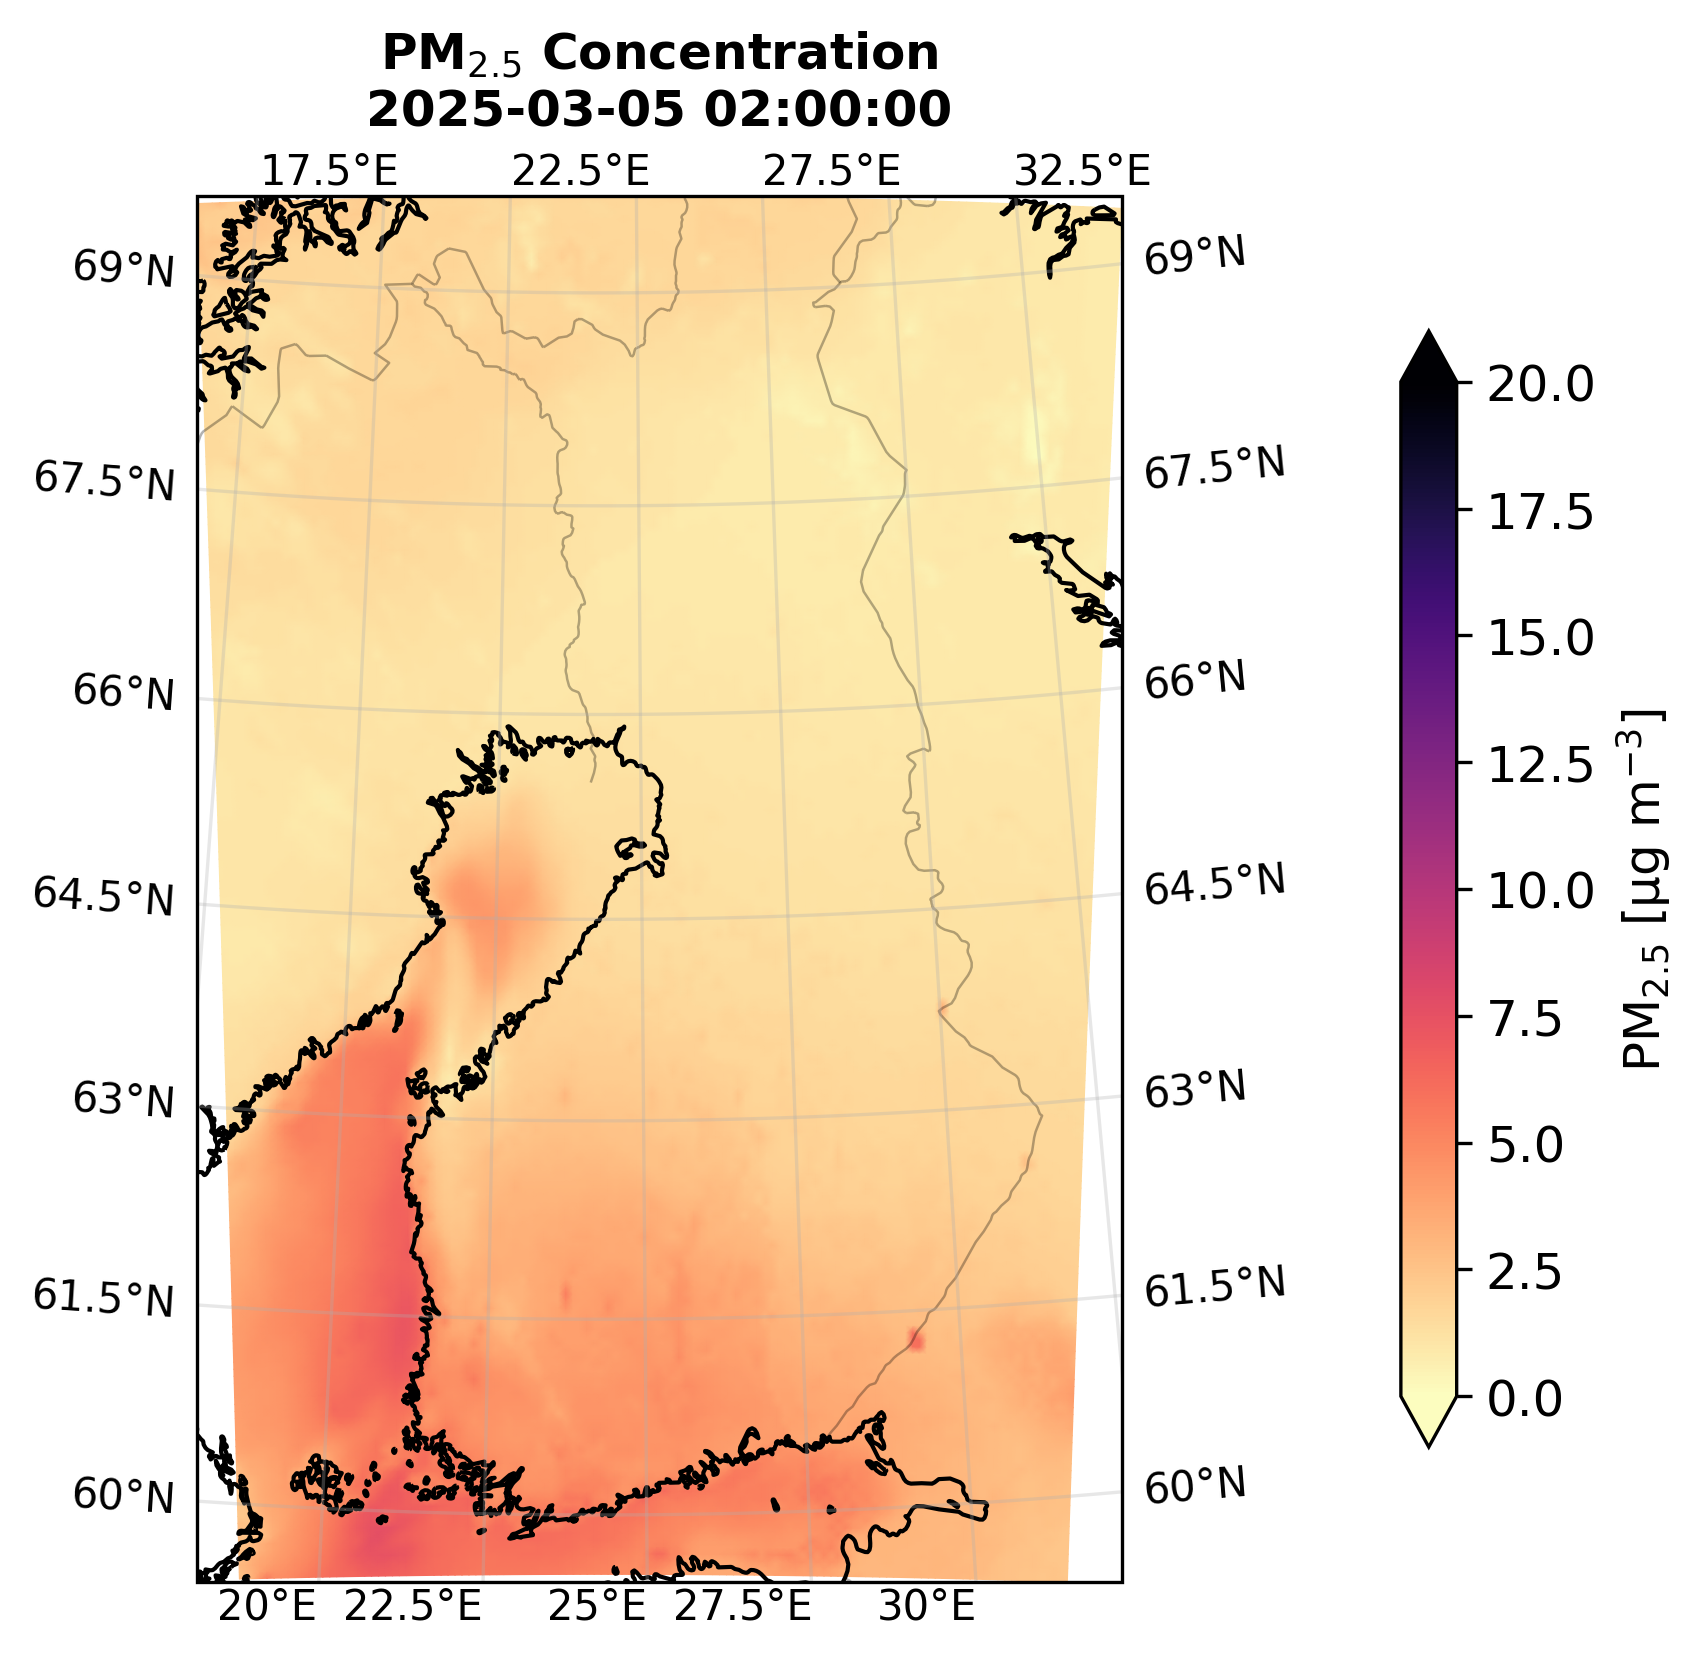 PM2.5 Concentration
2025-03-05 02:00:00
17.5°E 22.5°E 27.5°E 32.5°E
69°N 69°N
67.5°N 67.5°N
66°N 66°N
64.5°N 64.5°N
63°N 63°N
61.5°N 61.5°N
60°N 60°N
20°E 22.5°E 25°E 27.5°E 30°E
20.0
17.5
15.0
12.5
10.0
7.5
5.0
2.5
0.0
PM2.5 [µg m−3]